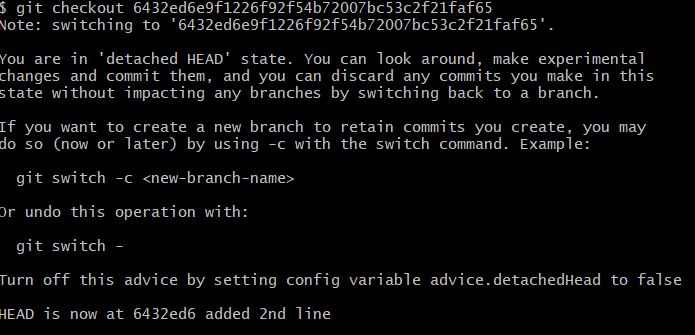 $ git checkout 6432ed6e9f1226f92f54b72007bc53c2f21faf65
Note: switching to '6432ed6e9f1226f92f54b72007bc53c2f21faf65'.
You are in 'detached HEAD' state. You can look around, make experimental
changes and commit them, and you can discard any commits you make in this
state without impacting any branches by switching back to a branch.
If you want to create a new branch to retain commits you create, you may
do so (now or later) by using -c with the switch command. Example:
git switch -c <new-branch-name>
Or undo this operation with:
git switch -
Turn off this advice by setting config variable advice.detachedHead to false
HEAD is now at 6432ed6 added 2nd line